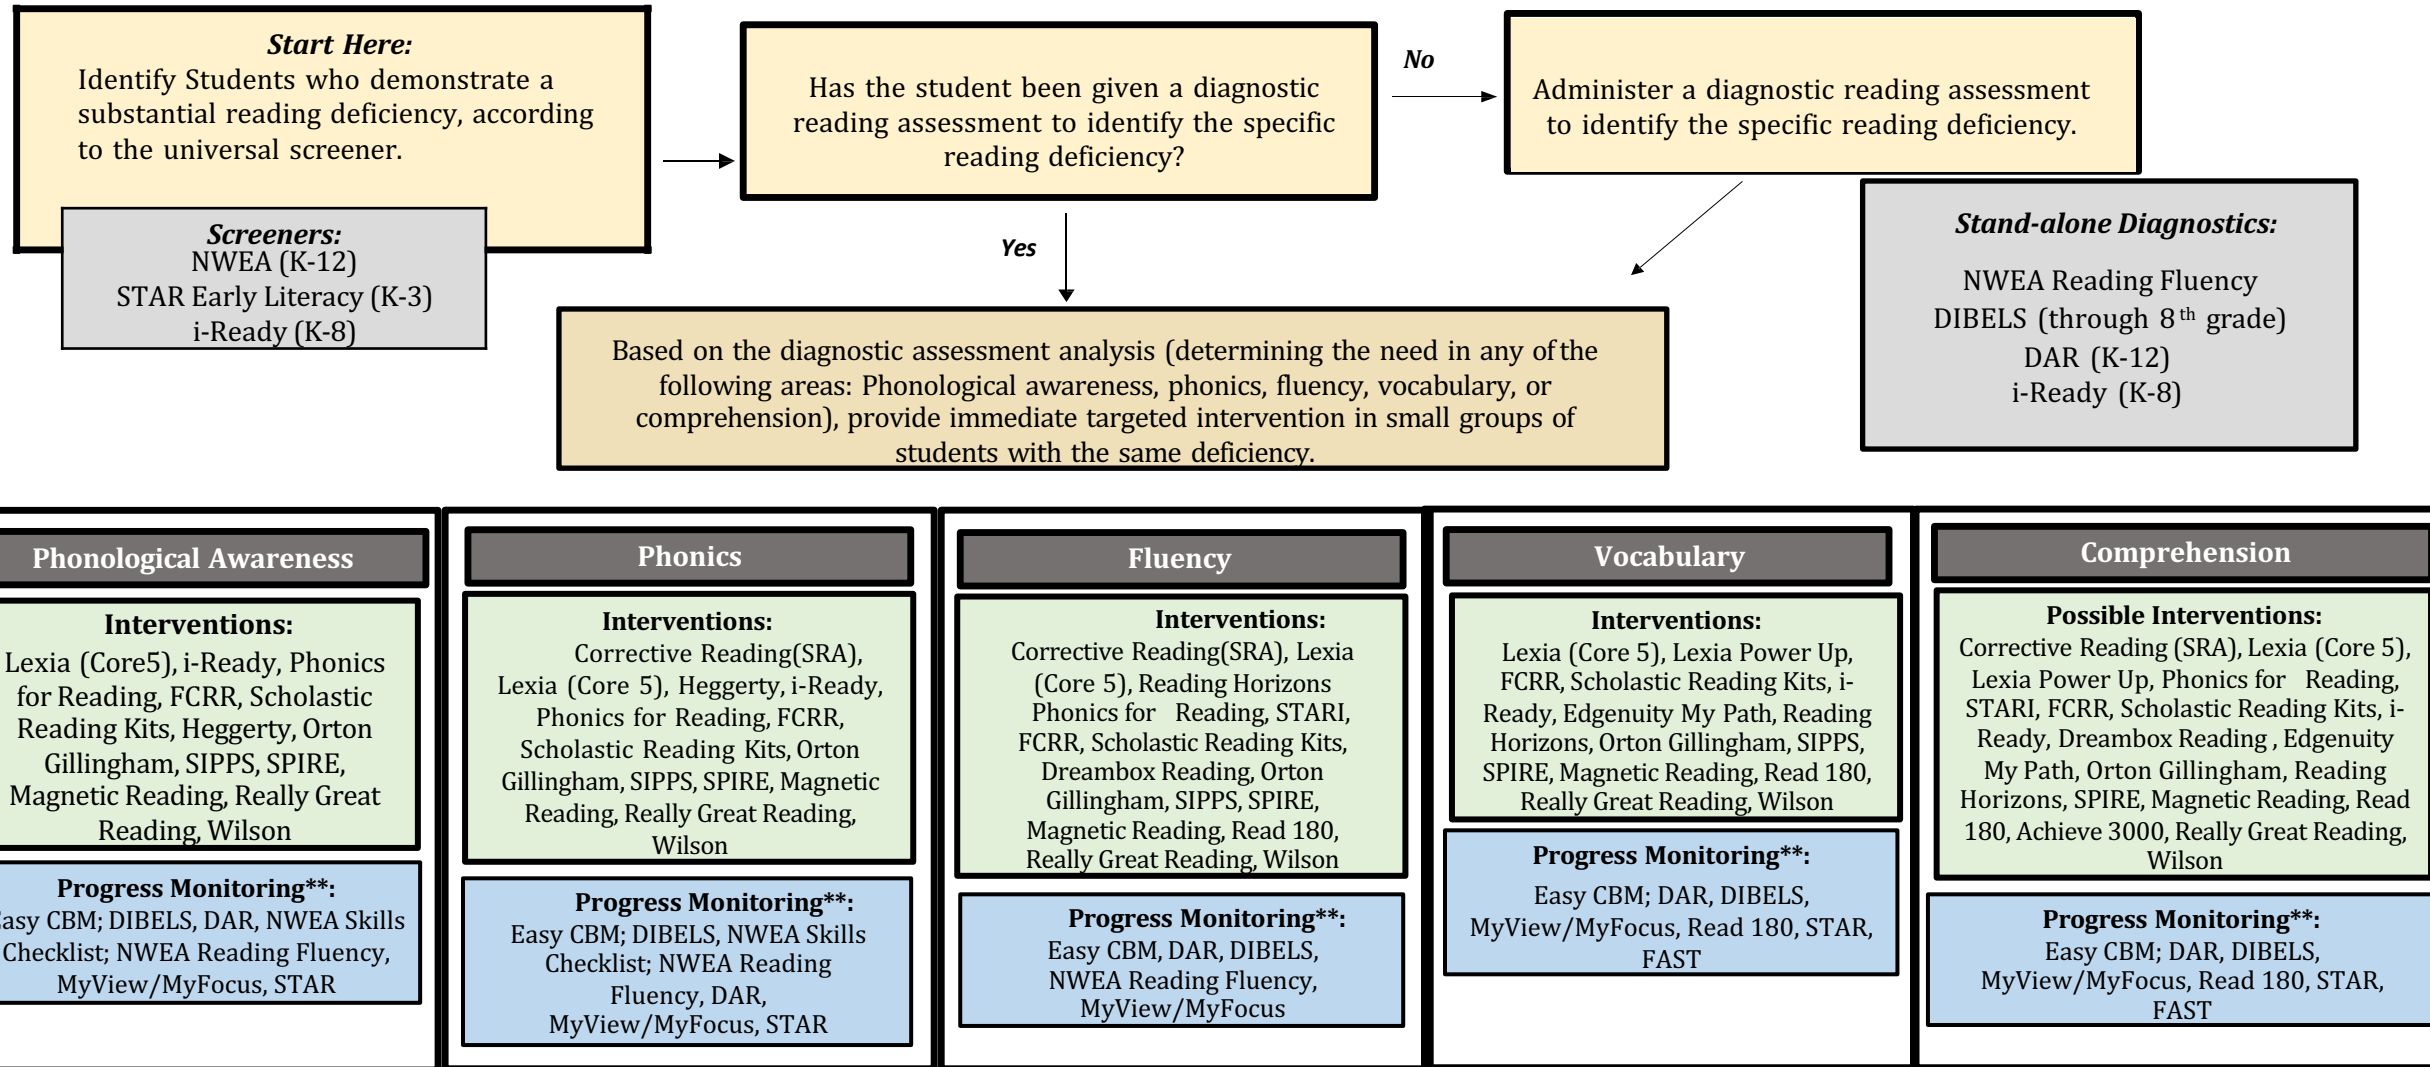 Start Here:
Identify Students who demonstrate a
substantial reading deficiency, according
to the universal screener.
Screeners:
NWEA (K-12)
STAR Early Literacy (K-3)
i-Ready (K-8)
Has the student been given a diagnostic
reading assessment to identify the specific
reading deficiency?
No
Yes
Administer a diagnostic reading assessment
to identify the specific reading deficiency.
Stand-alone Diagnostics:
NWEA Reading Fluency
DIBELS (through 8th grade)
DAR (K-12)
i-Ready (K-8)
Based on the diagnostic assessment analysis (determining the need in any of the
following areas: Phonological awareness, phonics, fluency, vocabulary, or
comprehension), provide immediate targeted intervention in small groups of
students with the same deficiency.
Phonological Awareness
Interventions:
Lexia (Core5), i-Ready, Phonics
for Reading, FCRR, Scholastic
Reading Kits, Heggerty, Orton
Gillingham, SIPPS, SPIRE,
Magnetic Reading, Really Great
Reading, Wilson
Progress Monitoring**:
Easy CBM; DIBELS, DAR, NWEA Skills
Checklist; NWEA Reading Fluency,
MyView/MyFocus, STAR
Phonics
Interventions:
Corrective Reading(SRA),
Lexia (Core 5), Heggerty, i-Ready,
Phonics for Reading, FCRR,
Scholastic Reading Kits, Orton
Gillingham, SIPPS, SPIRE, Magnetic
Reading, Really Great Reading,
Wilson
Progress Monitoring**:
Easy CBM; DIBELS, NWEA Skills
Checklist; NWEA Reading
Fluency, DAR,
MyView/MyFocus, STAR
Fluency
Interventions:
Corrective Reading(SRA), Lexia
(Core 5), Reading Horizons
Phonics for Reading, STARI,
FCRR, Scholastic Reading Kits,
Dreambox Reading, Orton
Gillingham, SIPPS, SPIRE,
Magnetic Reading, Read 180,
Really Great Reading, Wilson
Progress Monitoring**:
Easy CBM, DAR, DIBELS,
NWEA Reading Fluency,
MyView/MyFocus
Vocabulary
Interventions:
Lexia (Core 5), Lexia Power Up,
FCRR, Scholastic Reading Kits, i-
Ready, Edgenuity My Path, Reading
Horizons, Orton Gillingham, SIPPS,
SPIRE, Magnetic Reading, Read 180,
Really Great Reading, Wilson
Progress Monitoring**:
Easy CBM; DAR, DIBELS,
MyView/MyFocus, Read 180, STAR,
FAST
Comprehension
Possible Interventions:
Corrective Reading (SRA), Lexia (Core 5),
Lexia Power Up, Phonics for Reading,
STARI, FCRR, Scholastic Reading Kits, i-
Ready, Dreambox Reading , Edgenuity
My Path, Orton Gillingham, Reading
Horizons, SPIRE, Magnetic Reading, Read
180, Achieve 3000, Really Great Reading,
Wilson
Progress Monitoring**:
Easy CBM; DAR, DIBELS,
MyView/MyFocus, Read 180, STAR,
FAST